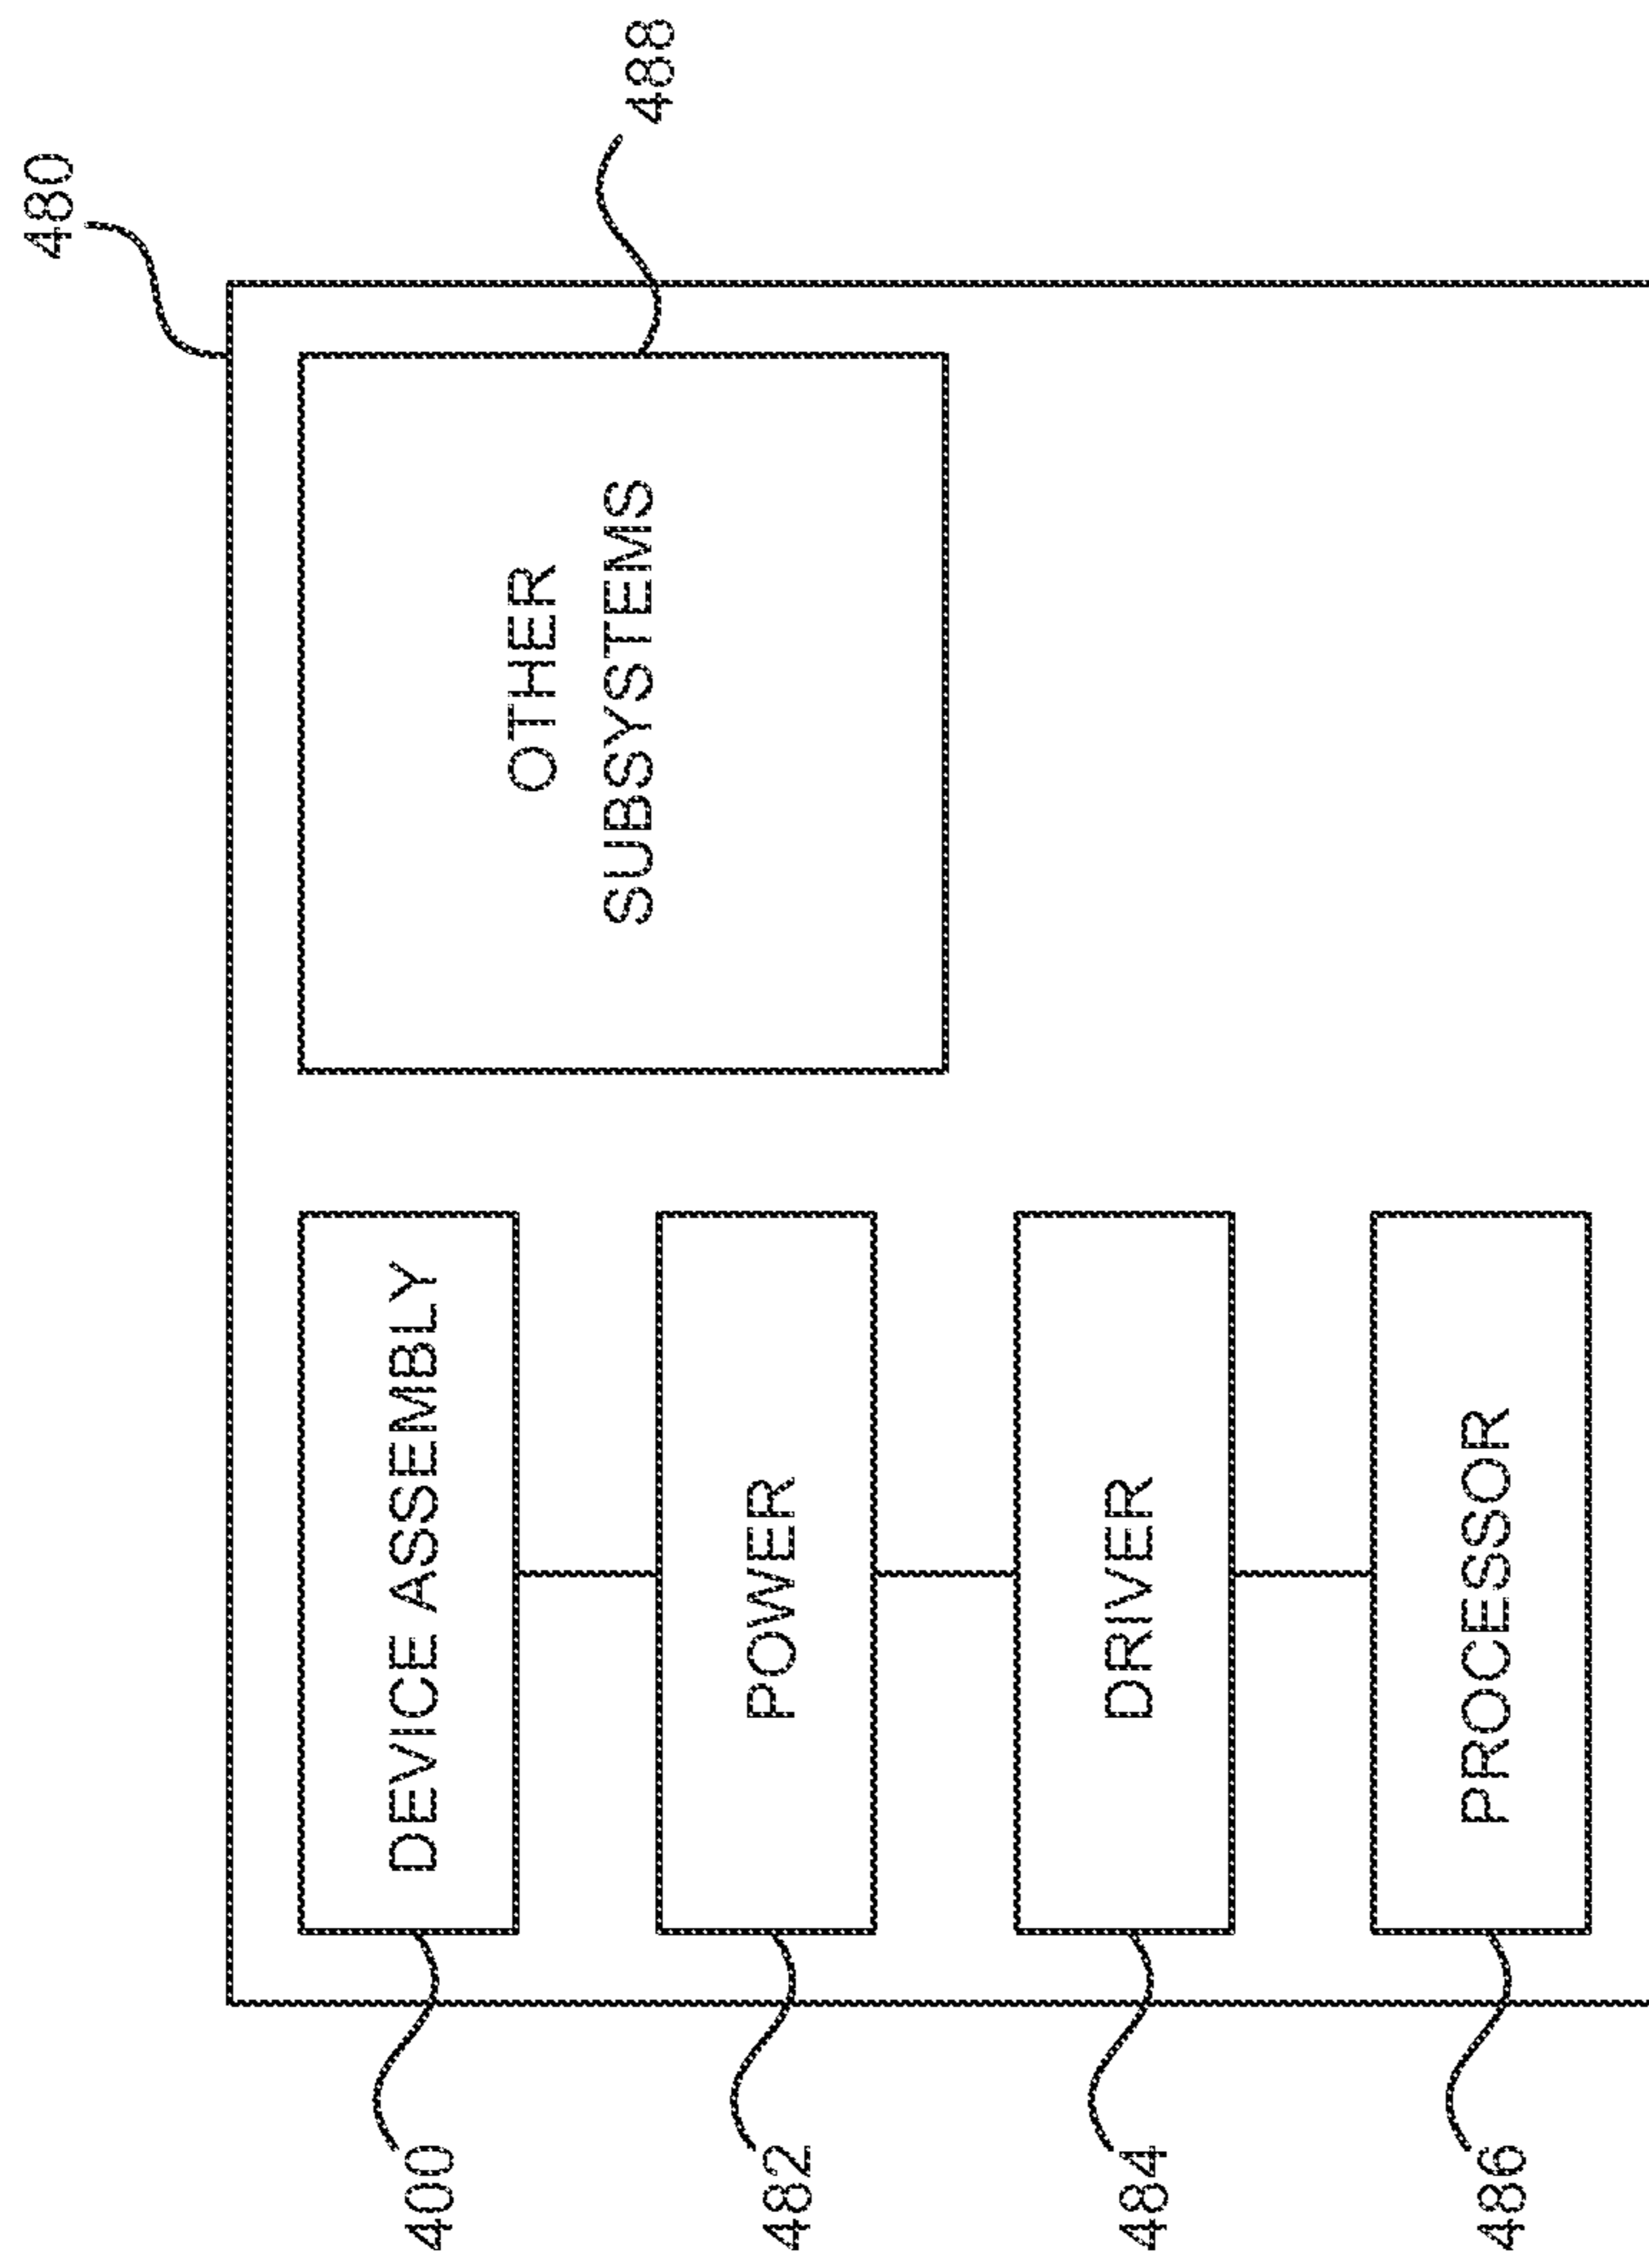 480
488
OTHER
SUBSYSTEMS
DEVICE ASSEMBLY
POWER
DRIVER
PROCESSOR
400
482
484
486